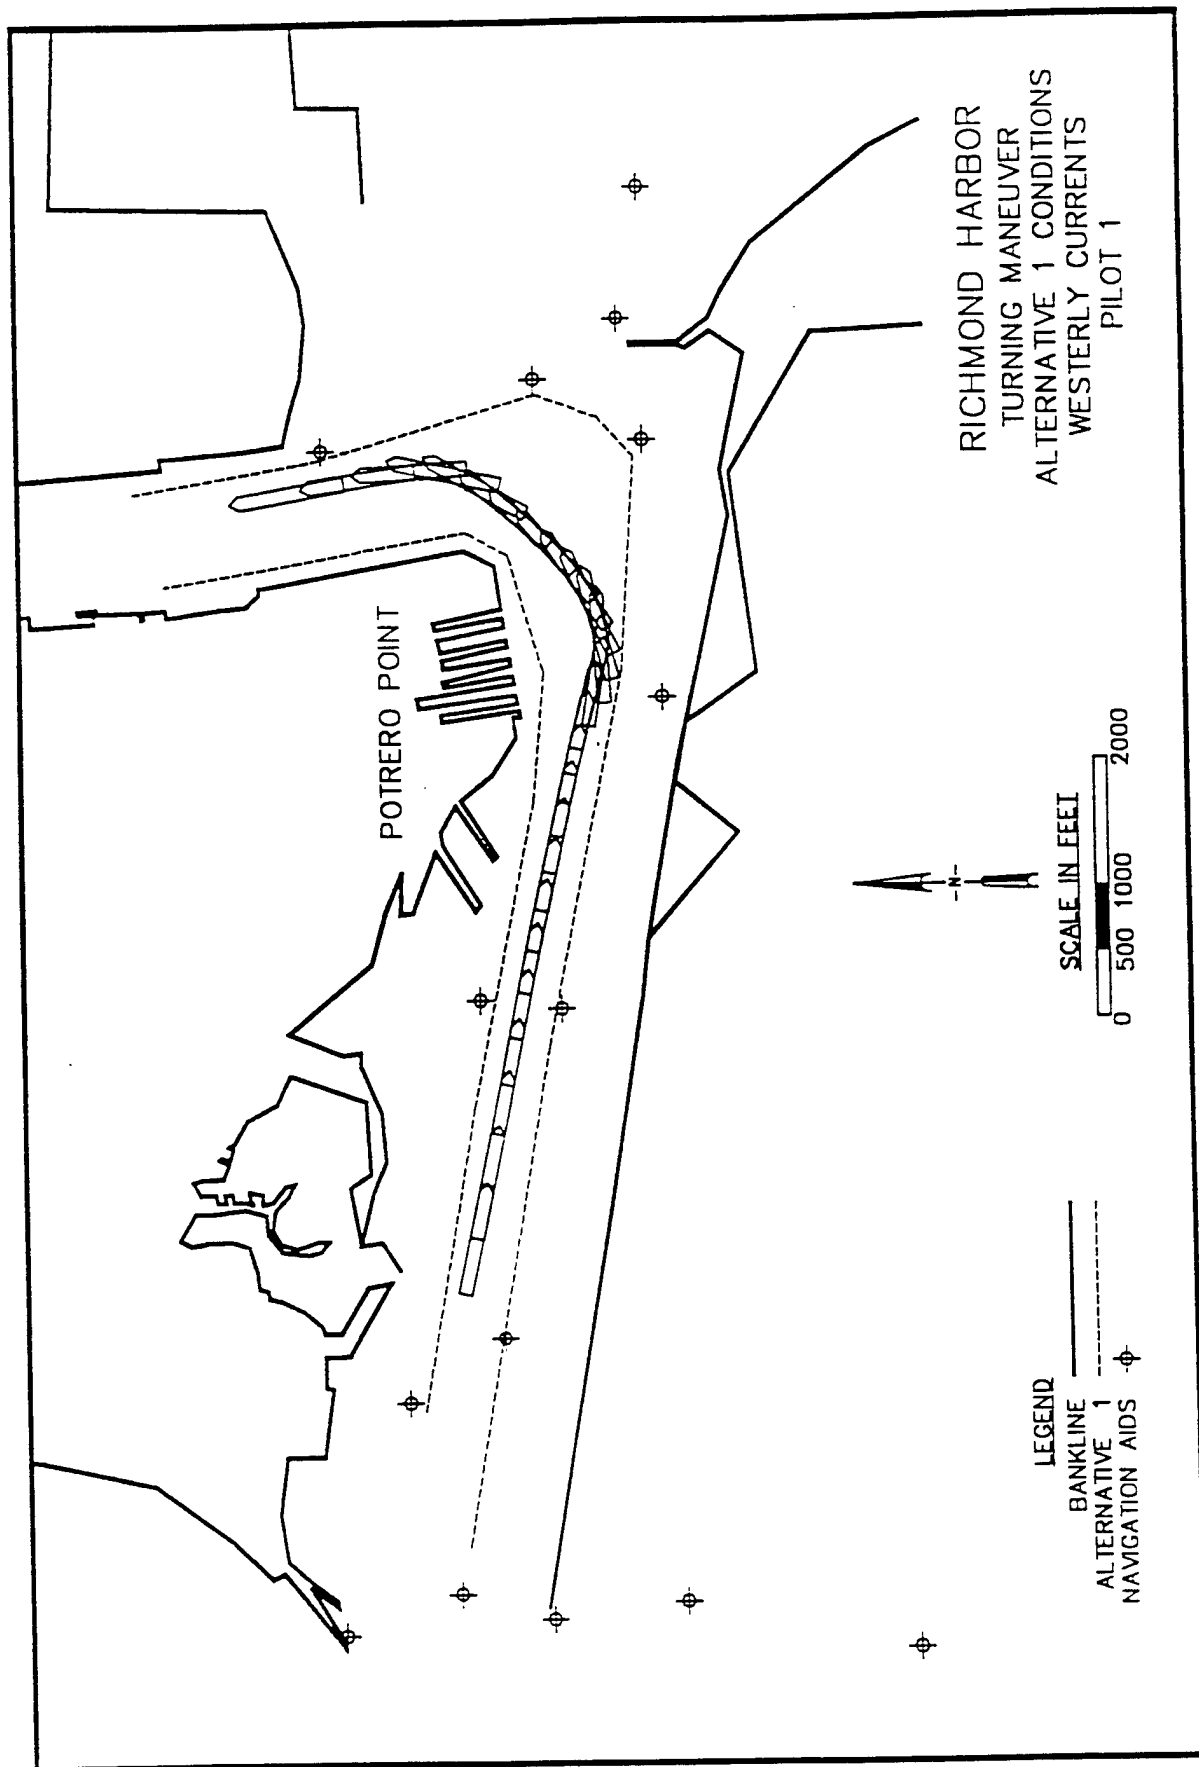 POTRERO POINT
RICHMOND HARBOR
TURNING MANEUVER
ALTERNATIVE 1 CONDITIONS
WESTERLY CURRENTS
PILOT 1
-N-
SCALE IN FEET
0 500 1000 2000
LEGEND
BANKLINE
ALTERNATIVE 1
NAVIGATION AIDS